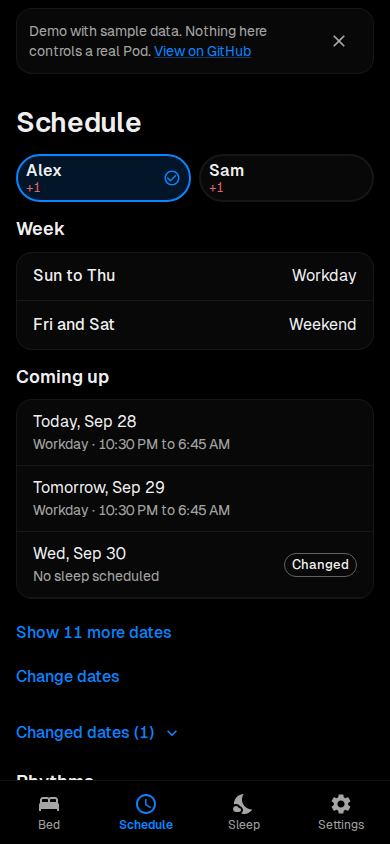 Demo with sample data. Nothing here
controls a real Pod. View on GitHub
Schedule
Alex
+1
Sam
+1
Week
Sun to Thu
Workday
Fri and Sat
Weekend
Coming up
Today, Sep 28
Workday · 10:30 PM to 6:45 AM
Tomorrow, Sep 29
Workday · 10:30 PM to 6:45 AM
Wed, Sep 30
No sleep scheduled
Changed
Show 11 more dates
Change dates
Changed dates (1)
Bed
Schedule
Sleep
Settings